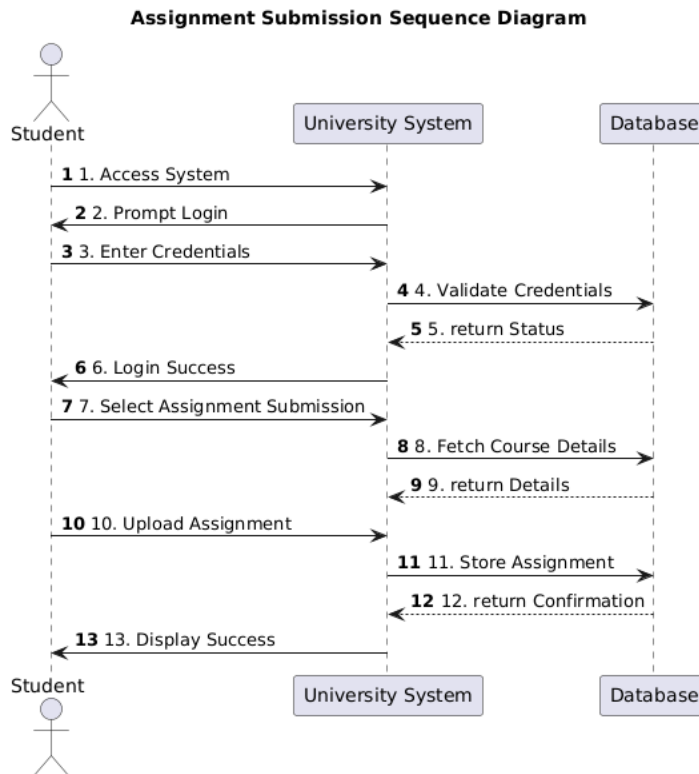 Assignment Submission Sequence Diagram
Student
University System
Database
1 1. Access System
2 2. Prompt Login
3 3. Enter Credentials
4 4. Validate Credentials
5 5. return Status
6 6. Login Success
7 7. Select Assignment Submission
8 8. Fetch Course Details
9 9. return Details
10 10. Upload Assignment
11 11. Store Assignment
12 12. return Confirmation
13 13. Display Success
Student
University System
Database